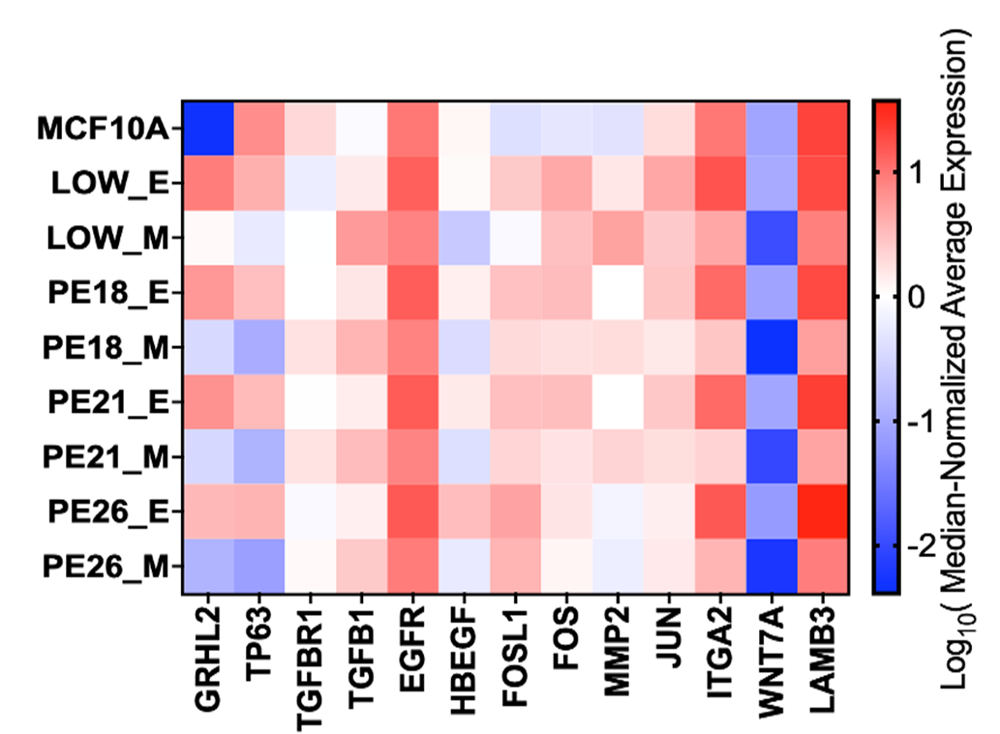 MCF10A
LOW_E
LOW_M
PE18_E
PE18_M
PE21_E
PE21_M
PE26_E
PE26_M
GRHL2
TP63
TGFBR1
TGFB1
EGFR
HBEGF
FOSL1
FOS
MMP2
JUN
ITGA2
WNT7A
LAMB3
1
0
-1
-2
Log10( Median-Normalized Average Expression)